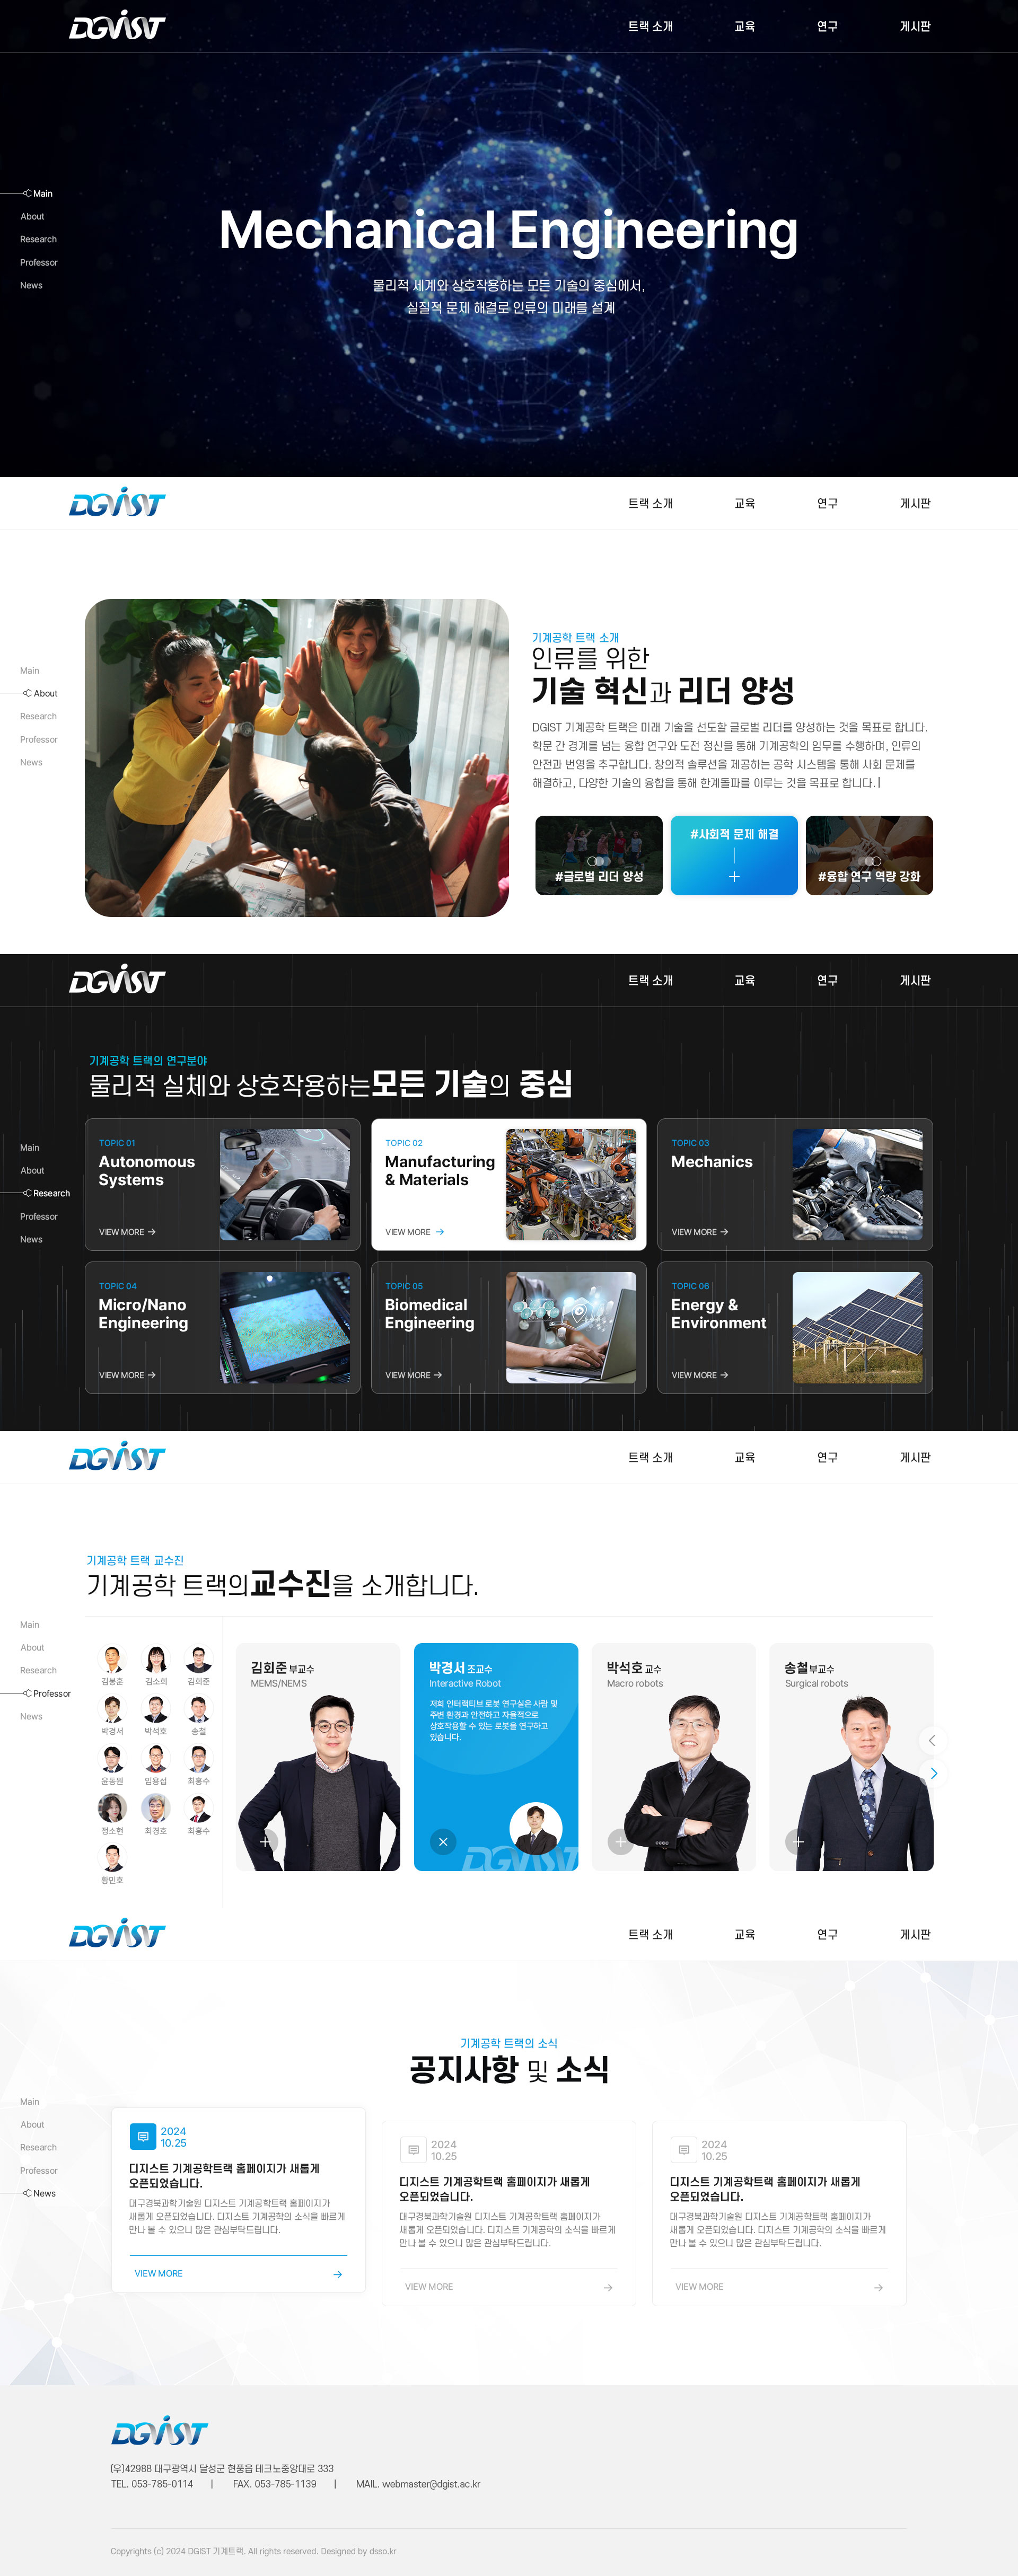 DGIST
트랙 소개
교육
연구
게시판
Main
About
Research
Professor
News
Mechanical Engineering
물리적 세계와 상호작용하는 모든 기술의 중심에서,
실질적 문제 해결로 인류의 미래를 설계
DGIST
트랙 소개
교육
연구
게시판
Main
About
Research
Professor
News
기계공학 트랙 소개
인류를 위한
기술 혁신과 리더 양성
DGIST 기계공학 트랙은 미래 기술을 선도할 글로벌 리더를 양성하는 것을 목표로 합니다.
학문 간 경계를 넘는 융합 연구와 도전 정신을 통해 기계공학의 임무를 수행하며, 인류의
안전과 번영을 추구합니다. 창의적 솔루션을 제공하는 공학 시스템을 통해 사회 문제를
해결하고, 다양한 기술의 융합을 통해 한계돌파를 이루는 것을 목표로 합니다.
#글로벌 리더 양성
#사회적 문제 해결
#융합 연구 역량 강화
DGIST
트랙 소개
교육
연구
게시판
Main
About
Research
Professor
News
기계공학 트랙의 연구분야
물리적 실체와 상호작용하는모든 기술의 중심
TOPIC 01
Autonomous
Systems
VIEW MORE
TOPIC 02
Manufacturing
& Materials
VIEW MORE
TOPIC 03
Mechanics
VIEW MORE
TOPIC 04
Micro/Nano
Engineering
VIEW MORE
TOPIC 05
Biomedical
Engineering
VIEW MORE
TOPIC 06
Energy &
Environment
VIEW MORE
DGIST
트랙 소개
교육
연구
게시판
Main
About
Research
Professor
News
기계공학 트랙 교수진
기계공학 트랙의교수진을 소개합니다.
김봉훈
김소희
김회준
박경서
박석호
송철
윤동원
임용섭
최홍수
정소현
최경호
최홍수
황민호
김회준 부교수
MEMS/NEMS
박경서 조교수
Interactive Robot
저희 인터랙티브 로봇 연구실은 사람 및
주변 환경과 안전하고 자율적으로
상호작용할 수 있는 로봇을 연구하고
있습니다.
DGIST
박석호 교수
Macro robots
송철부교수
Surgical robots
DGIST
트랙 소개
교육
연구
게시판
Main
About
Research
Professor
News
기계공학 트랙의 소식
공지사항 및 소식
2024
10.25
디지스트 기계공학트랙 홈페이지가 새롭게
오픈되었습니다.
대구경북과학기술원 디지스트 기계공학트랙 홈페이지가
새롭게 오픈되었습니다. 디지스트 기계공학의 소식을 빠르게
만나 볼 수 있으니 많은 관심부탁드립니다.
VIEW MORE
2024
10.25
디지스트 기계공학트랙 홈페이지가 새롭게
오픈되었습니다.
대구경북과학기술원 디지스트 기계공학트랙 홈페이지가
새롭게 오픈되었습니다. 디지스트 기계공학의 소식을 빠르게
만나 볼 수 있으니 많은 관심부탁드립니다.
VIEW MORE
2024
10.25
디지스트 기계공학트랙 홈페이지가 새롭게
오픈되었습니다.
대구경북과학기술원 디지스트 기계공학트랙 홈페이지가
새롭게 오픈되었습니다. 디지스트 기계공학의 소식을 빠르게
만나 볼 수 있으니 많은 관심부탁드립니다.
VIEW MORE
DGIST
(우)42988 대구광역시 달성군 현풍읍 테크노중앙대로 333
TEL. 053-785-0114 | FAX. 053-785-1139 | MAIL. webmaster@dgist.ac.kr
Copyrights (c) 2024 DGIST 기계트랙. All rights reserved. Designed by dsso.kr